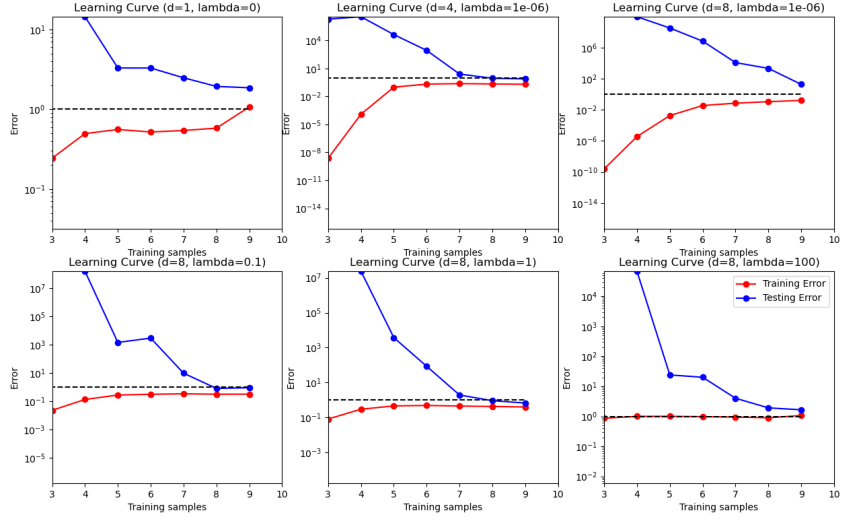 Learning Curve (d=1, lambda=0)
Error
10¹
10⁰
10⁻¹
3 4 5 6 7 8 9 10
Training samples
Learning Curve (d=4, lambda=1e-06)
Error
10⁴
10¹
10⁻²
10⁻⁵
10⁻⁸
10⁻¹¹
10⁻¹⁴
3 4 5 6 7 8 9 10
Training samples
Learning Curve (d=8, lambda=1e-06)
Error
10⁶
10²
10⁻²
10⁻⁶
10⁻¹⁰
10⁻¹⁴
3 4 5 6 7 8 9 10
Training samples
Learning Curve (d=8, lambda=0.1)
Error
10⁷
10⁵
10³
10¹
10⁻¹
10⁻³
10⁻⁵
3 4 5 6 7 8 9 10
Training samples
Learning Curve (d=8, lambda=1)
Error
10⁷
10⁵
10³
10¹
10⁻¹
10⁻³
3 4 5 6 7 8 9 10
Training samples
Learning Curve (d=8, lambda=100)
Training Error
Testing Error
Error
10⁴
10³
10²
10¹
10⁰
10⁻¹
10⁻²
3 4 5 6 7 8 9 10
Training samples